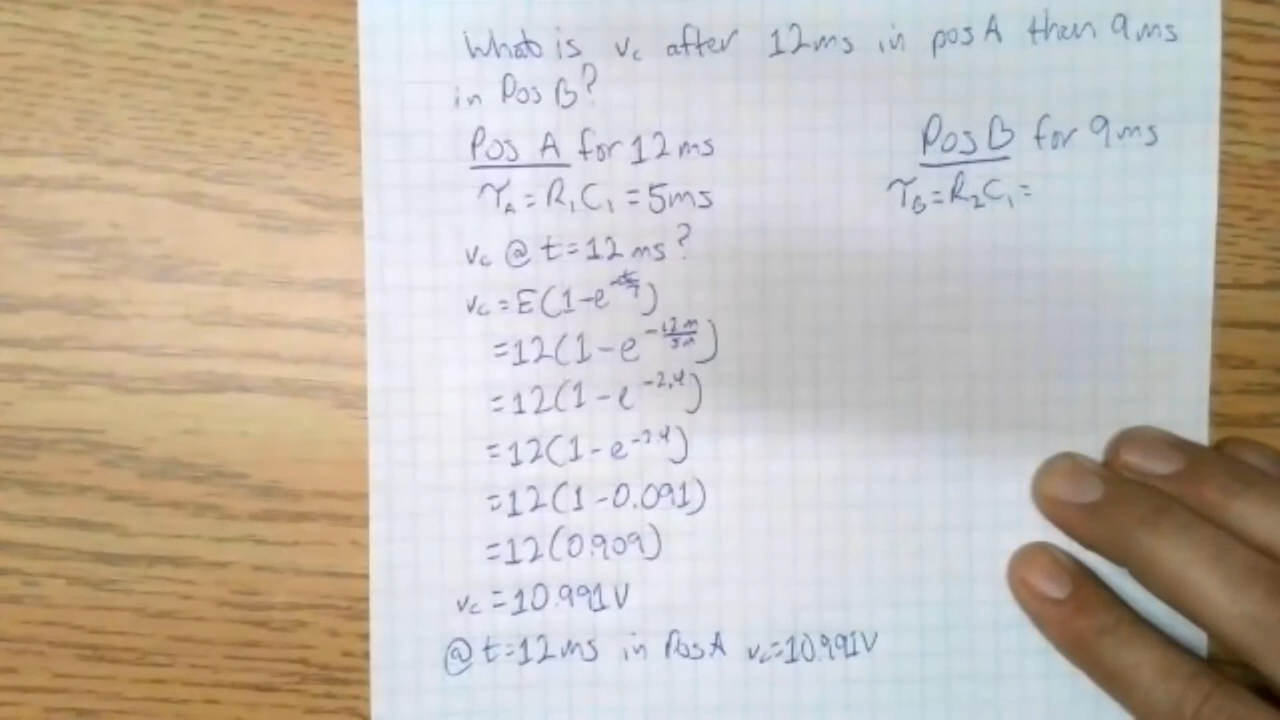 What is vc after 12ms in pos A then 9ms
in Pos B?
Pos A for 12ms
τA = R1C1 = 5ms
vc @ t=12ms?
vc = E(1-e^-t/τ)
=12(1-e^-12m/5m)
=12(1-e^-2.4)
=12(1-e^-2.4)
=12(1-0.091)
=12(0.909)
vc = 10.991V
@ t=12ms in Pos A vc=10.991V
Pos B for 9ms
τB=R2C1=